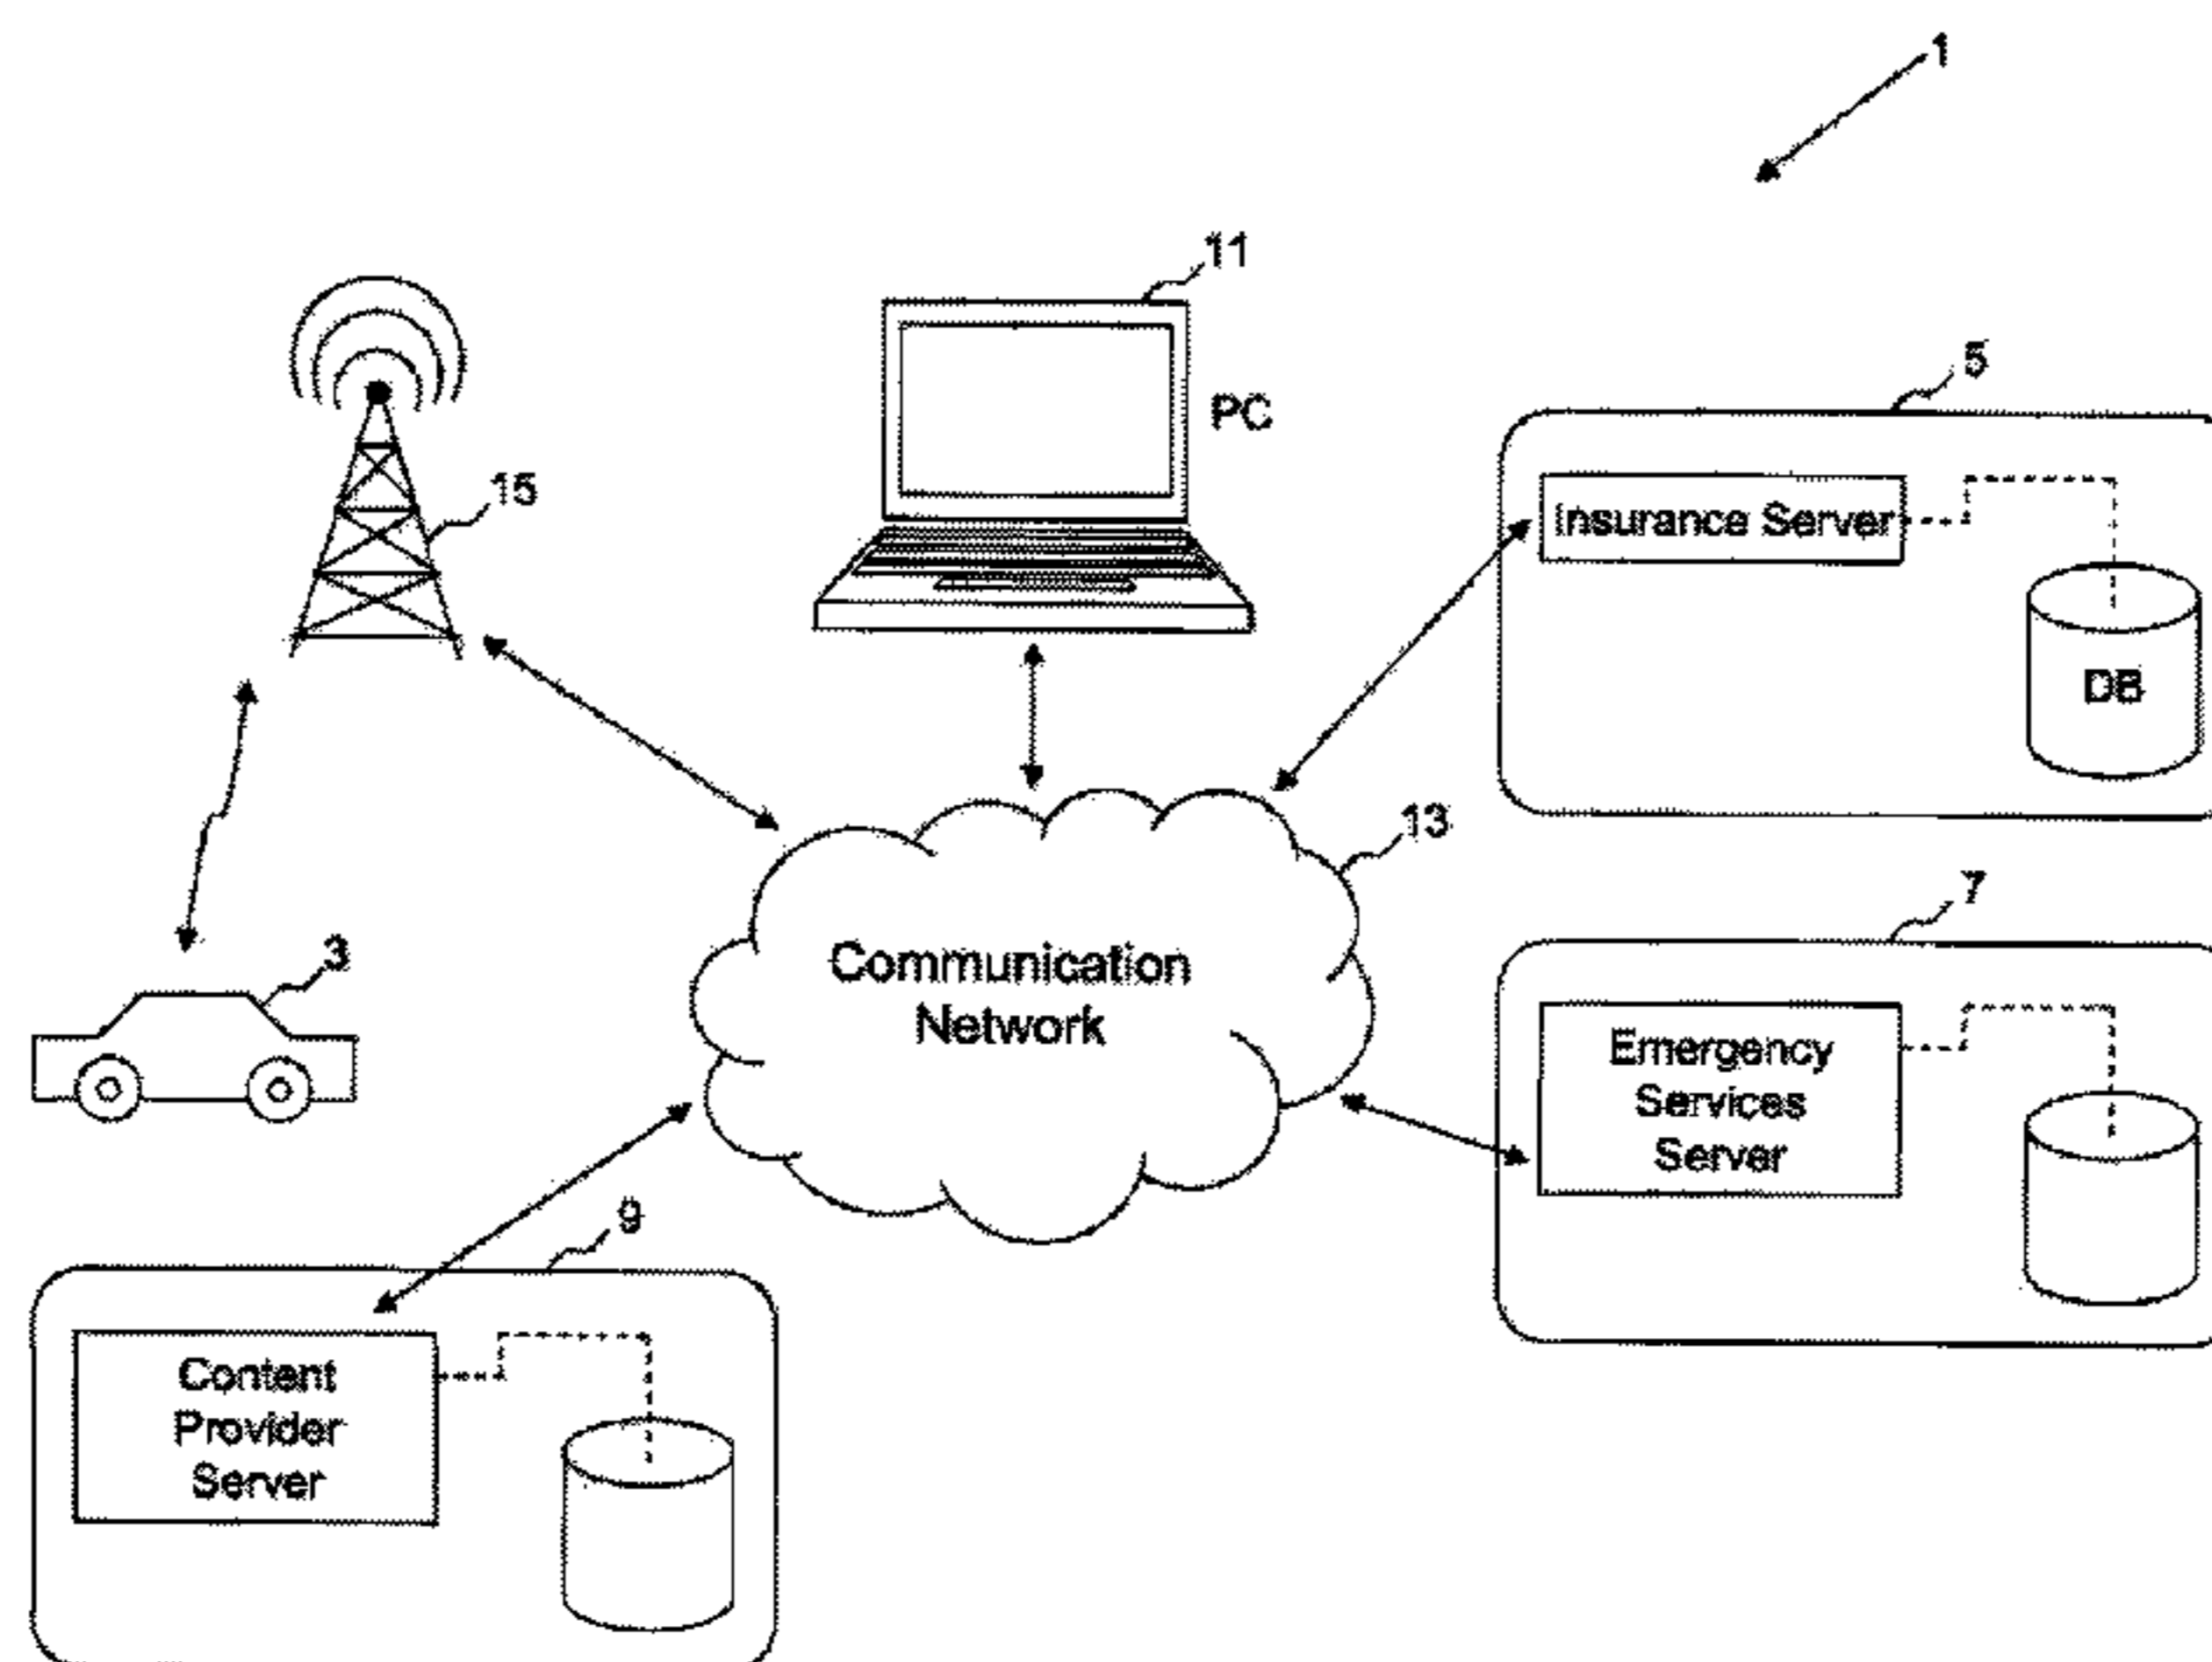 1
11
PC
15
5
Insurance Server
DB
13
7
Communication
Network
3
Emergency
Services
Server
9
Content
Provider
Server